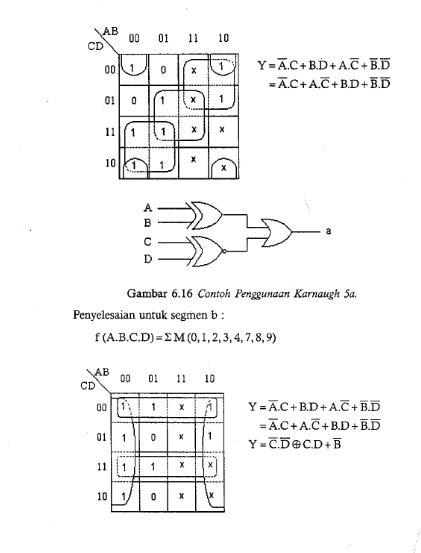 AB
CD
00 01 11 10
00 1 0 x 1
01 0 1 x 1
11 1 1 x x
10 1 1 x x
Y = A̅.C + B.D + A.C̅ + B̅.D̅
= A̅.C + A.C̅ + B.D + B̅.D̅
A
B
C
D
a
Gambar 6.16 Contoh Penggunaan Karnaugh 5a.
Penyelesaian untuk segmen b :
f (A.B.C.D) = Σ M (0, 1, 2, 3, 4, 7, 8, 9)
AB
CD
00 01 11 10
00 1 1 x 1
01 1 0 x 1
11 1 1 x x
10 1 0 x x
Y = A̅.C + B.D + A.C̅ + B̅.D̅
= A̅.C + A.C̅ + B.D + B̅.D̅
Y = C̅.D̅ ⊕ C.D + B̅